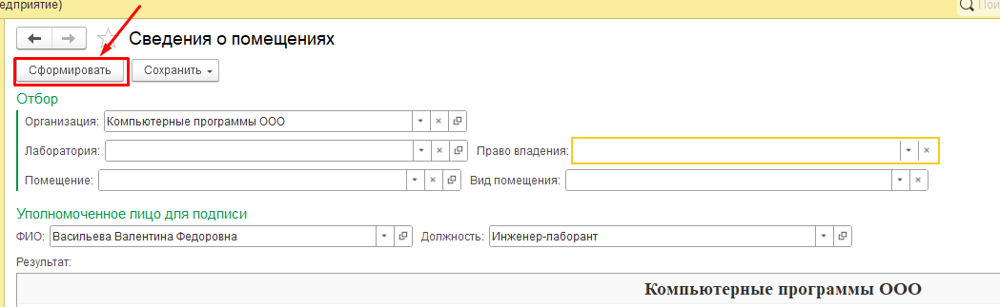 едприятие)
Пои
Сведения о помещениях
Сформировать Сохранить
Отбор
Организация: Компьютерные программы ООО
Лаборатория: Право владения:
Помещение: Вид помещения:
Уполномоченное лицо для подписи
ФИО: Васильева Валентина Федоровна Должность: Инженер-лаборант
Результат:
Компьютерные программы ООО